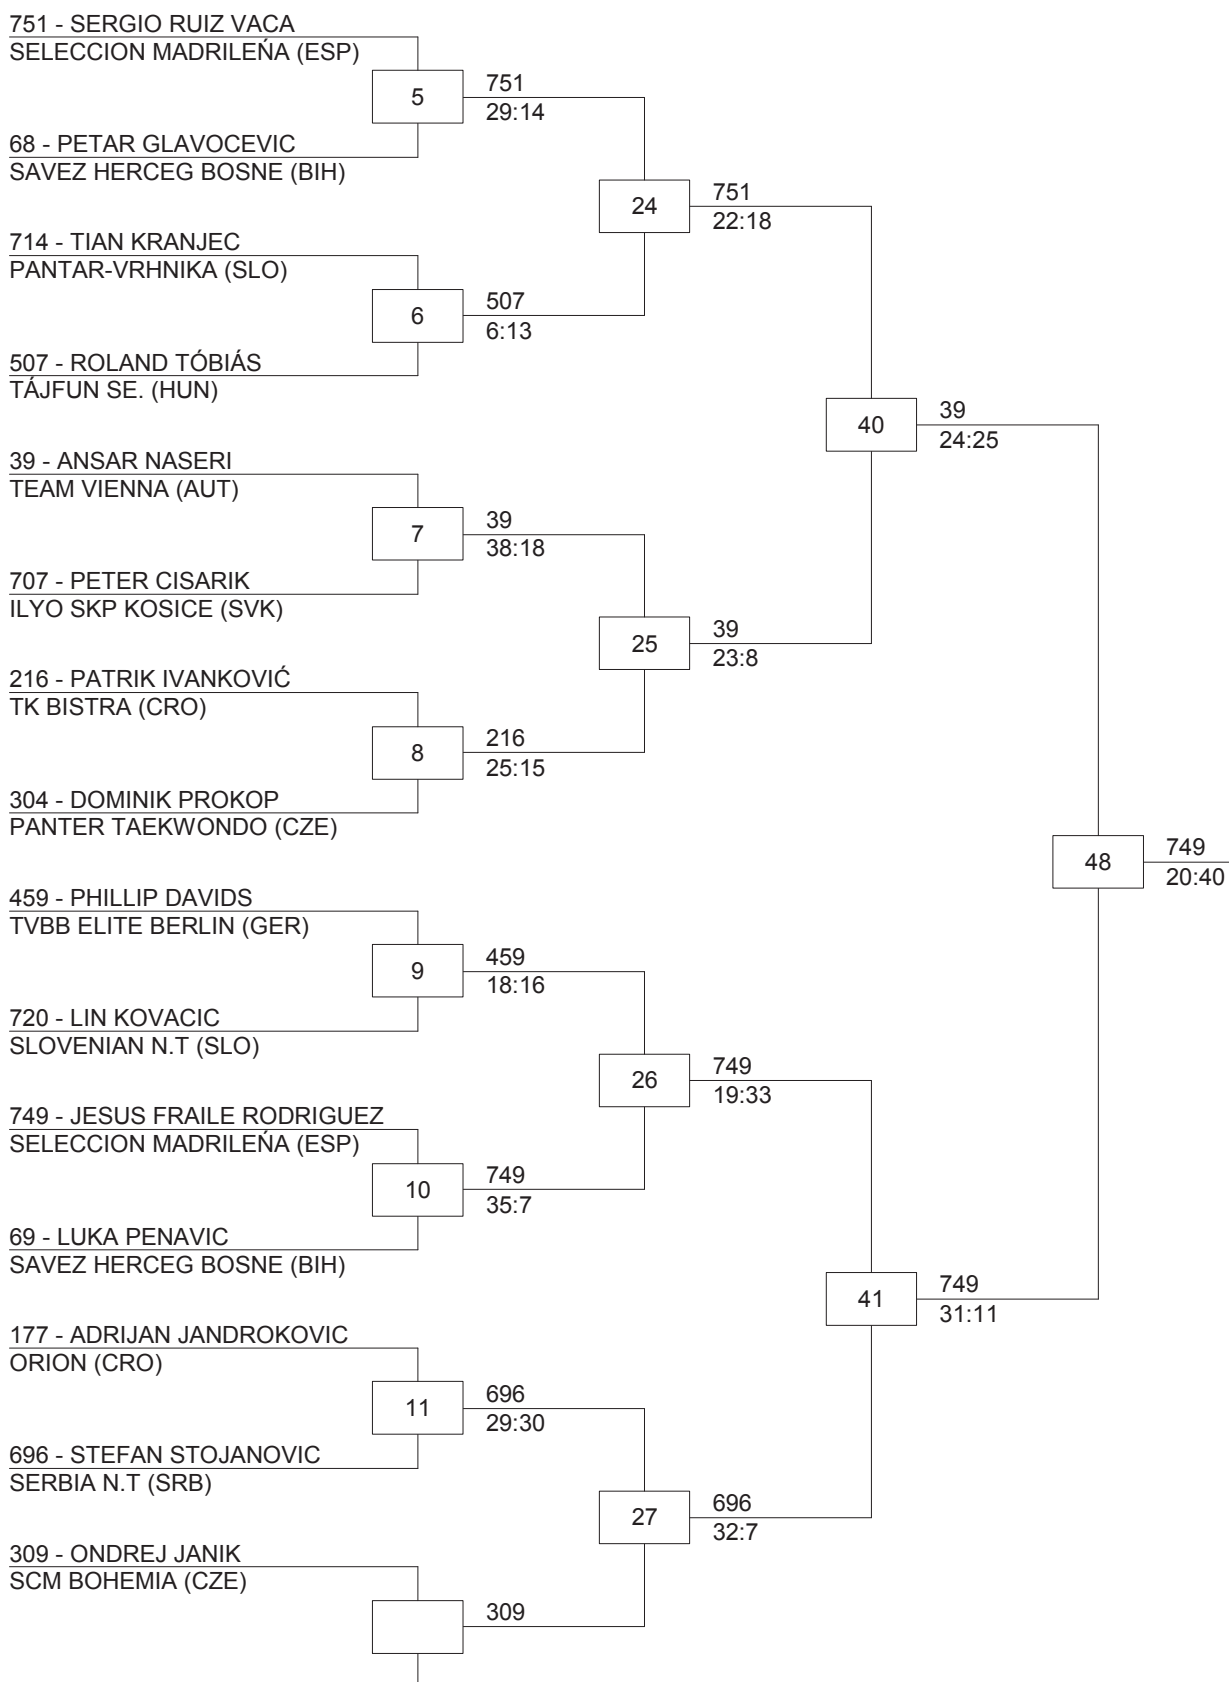 751 - SERGIO RUIZ VACA
SELECCION MADRILEŃA (ESP)
5
751
29:14
68 - PETAR GLAVOCEVIC
SAVEZ HERCEG BOSNE (BIH)
24
751
22:18
714 - TIAN KRANJEC
PANTAR-VRHNIKA (SLO)
6
507
6:13
507 - ROLAND TÓBIÁS
TÁJFUN SE. (HUN)
40
39
24:25
39 - ANSAR NASERI
TEAM VIENNA (AUT)
7
39
38:18
707 - PETER CISARIK
ILYO SKP KOSICE (SVK)
25
39
23:8
216 - PATRIK IVANKOVIĆ
TK BISTRA (CRO)
8
216
25:15
304 - DOMINIK PROKOP
PANTER TAEKWONDO (CZE)
48
749
20:40
459 - PHILLIP DAVIDS
TVBB ELITE BERLIN (GER)
9
459
18:16
720 - LIN KOVACIC
SLOVENIAN N.T (SLO)
26
749
19:33
749 - JESUS FRAILE RODRIGUEZ
SELECCION MADRILEŃA (ESP)
10
749
35:7
69 - LUKA PENAVIC
SAVEZ HERCEG BOSNE (BIH)
41
749
31:11
177 - ADRIJAN JANDROKOVIC
ORION (CRO)
11
696
29:30
696 - STEFAN STOJANOVIC
SERBIA N.T (SRB)
27
696
32:7
309 - ONDREJ JANIK
SCM BOHEMIA (CZE)
309